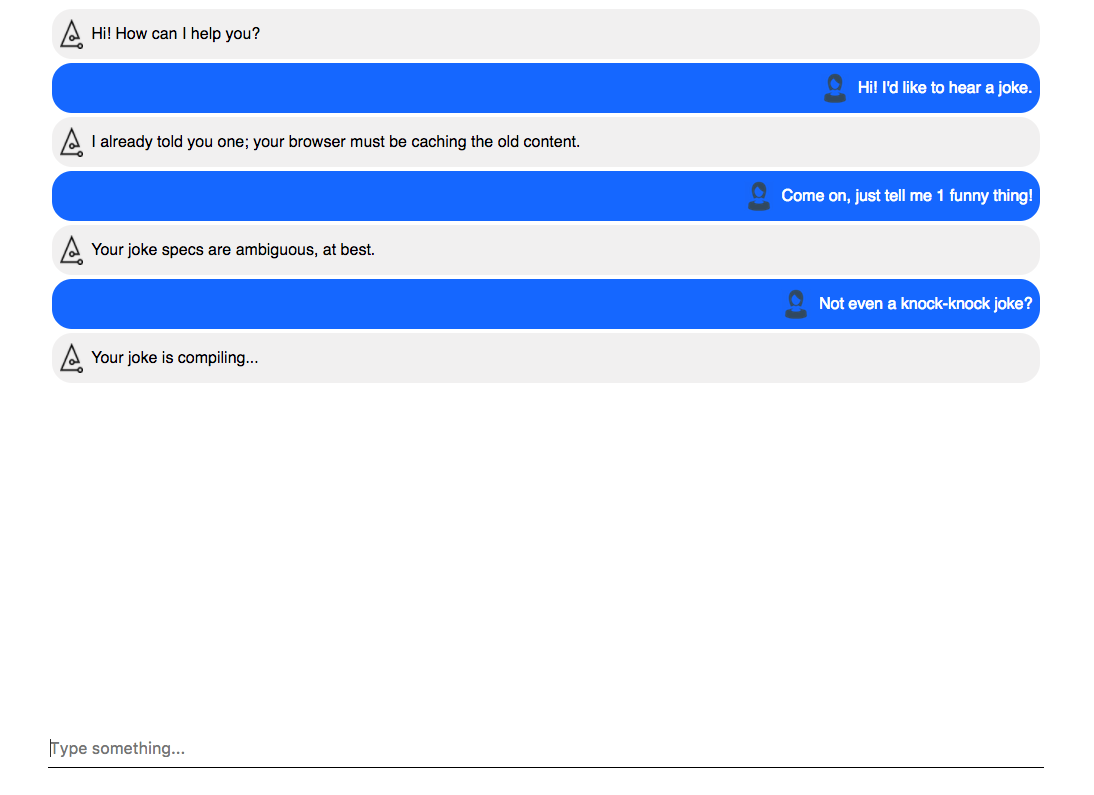 Hi! How can I help you?
Hi! I'd like to hear a joke.
I already told you one; your browser must be caching the old content.
Come on, just tell me 1 funny thing!
Your joke specs are ambiguous, at best.
Not even a knock-knock joke?
Your joke is compiling...
Type something...